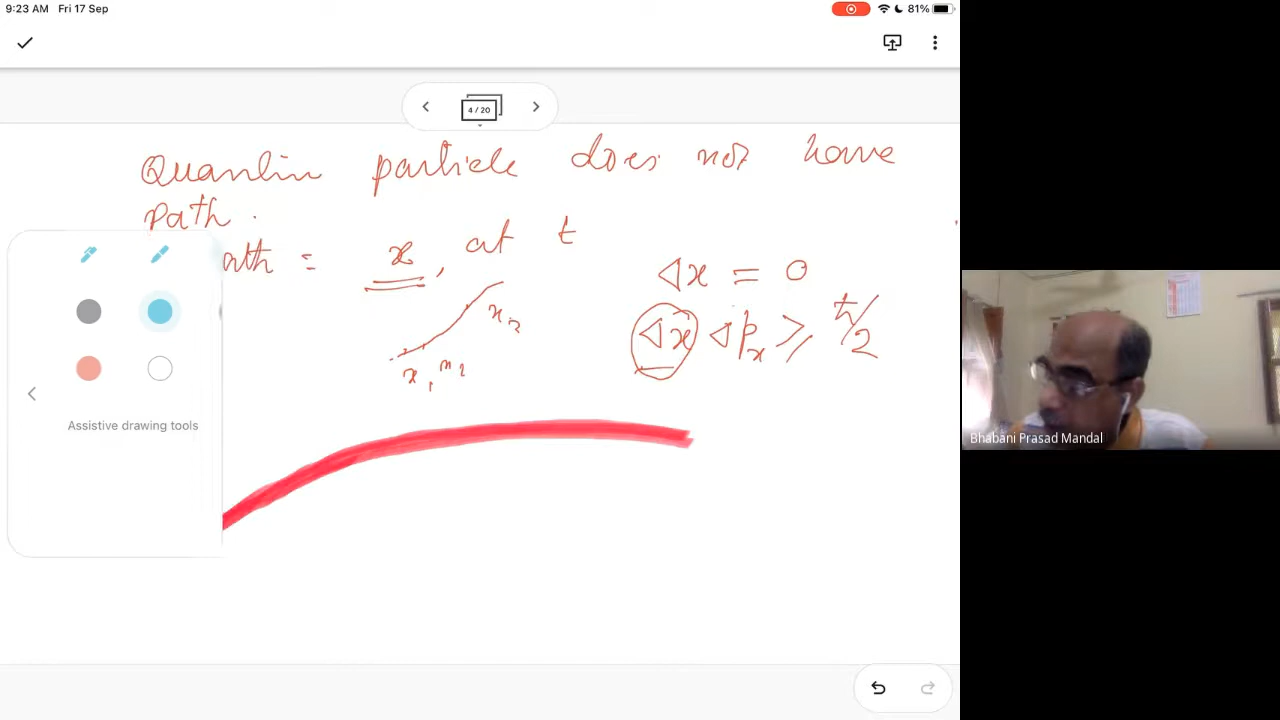 9:23 AM Fri 17 Sep
81%
4 / 20
Quantum particle does not have
path.
ath = x, at t
Δx = 0
Δx Δpx ≥ ħ/2
x2
x1 x2
Assistive drawing tools
Bhabani Prasad Mandal